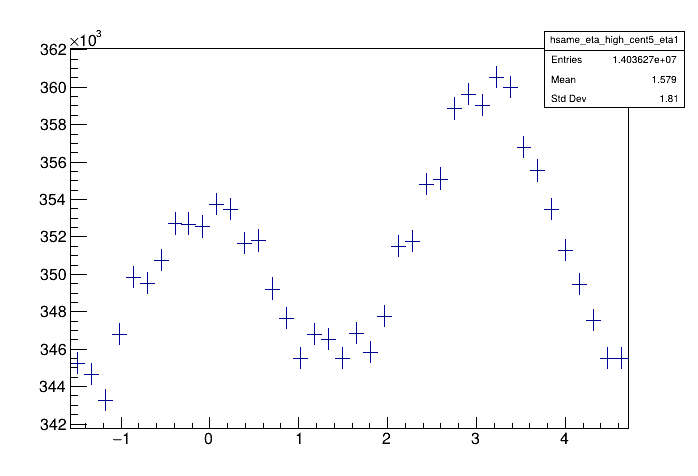 ×10³
hsame_eta_high_cent5_eta1
Entries 1.403627e+07
Mean 1.579
Std Dev 1.81
362
360
358
356
354
352
350
348
346
344
342
−1 0 1 2 3 4